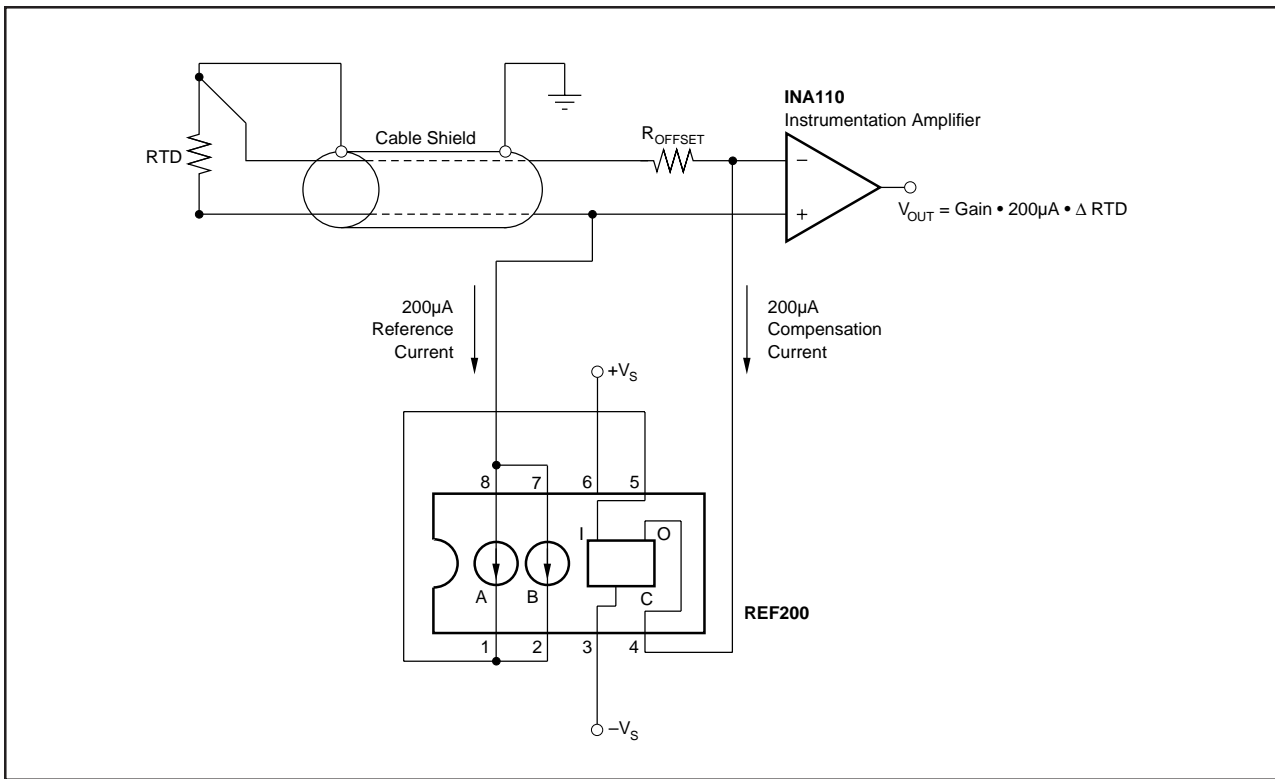 RTD
Cable Shield
R_OFFSET
INA110
Instrumentation Amplifier
−
+
V_OUT = Gain • 200µA • Δ RTD
200µA
Reference
Current
200µA
Compensation
Current
+V_S
8 7 6 5
I O
A B C
REF200
1 2 3 4
–V_S